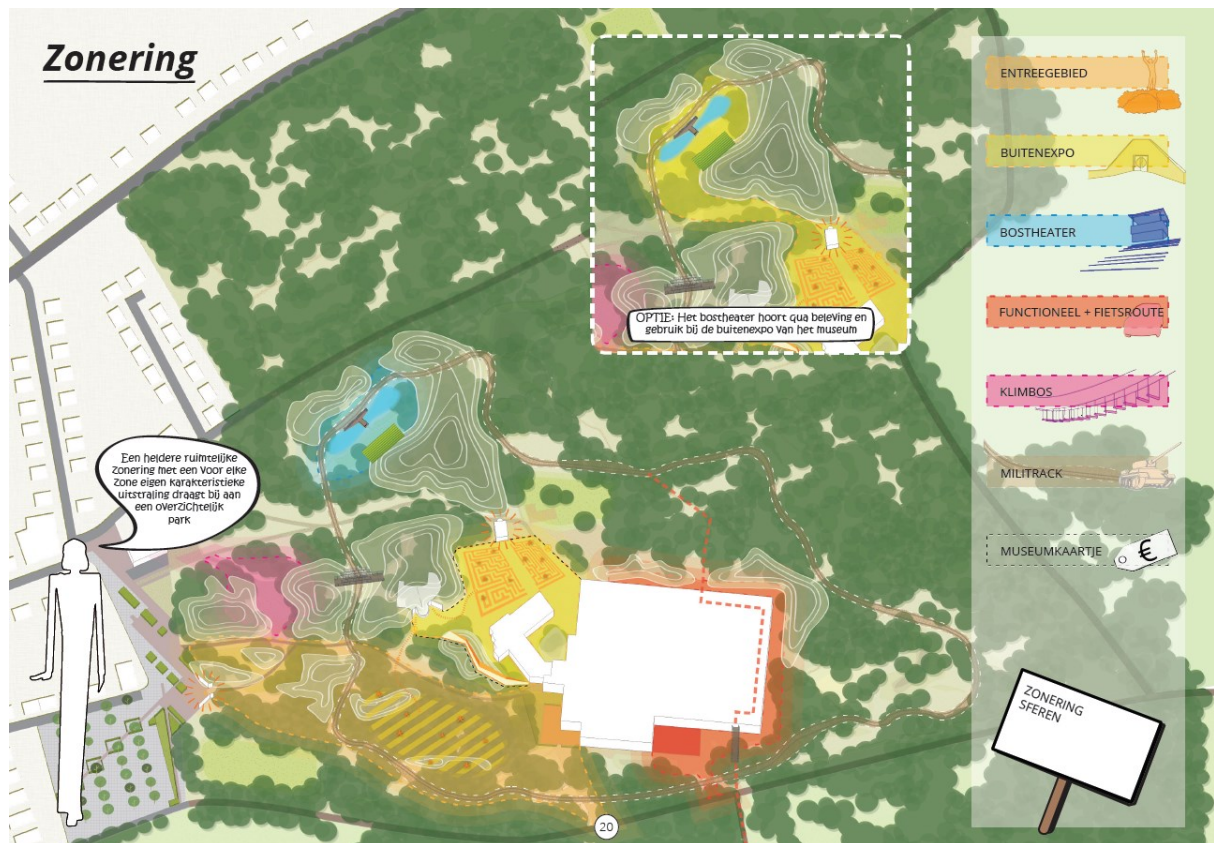 Zonering
OPTIE: Het bostheater hoort qua beleving en
gebruik bij de buitenexpo van het museum
Een heldere ruimtelijke
zonering met een voor elke
zone eigen karakteristieke
uitstraling draagt bij aan
een overzichtelijk
park
ENTREEGEBIED
BUITENEXPO
BOSTHEATER
FUNCTIONEEL + FIETSROUTE
KLIMBOS
MILITRACK
MUSEUMKAARTJE
€
ZONERING
SFEREN
20